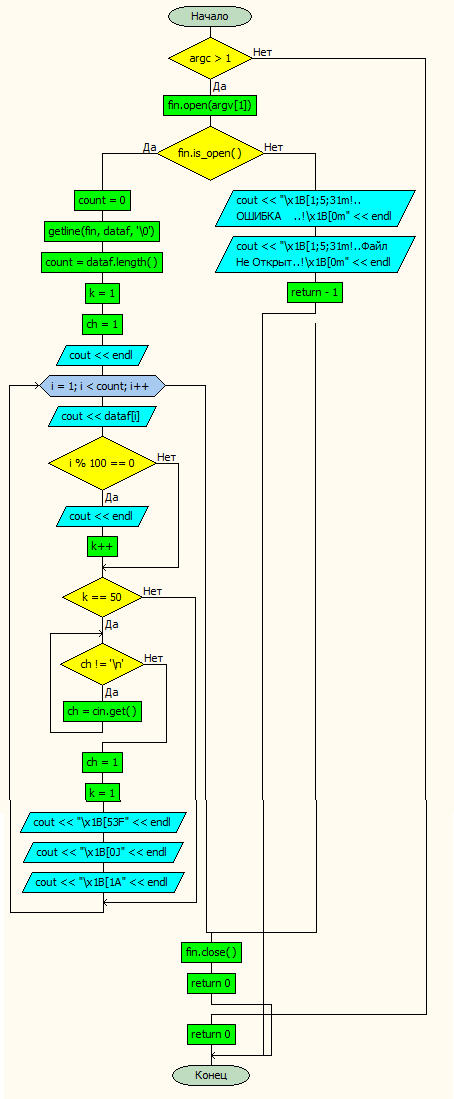 Начало
argc > 1
Нет
Да
fin.open(argv[1])
fin.is_open( )
Да
Нет
count = 0
getline(fin, dataf, '\0')
count = dataf.length( )
k = 1
ch = 1
cout << endl
cout << "\x1B[1;5;31m!..
ОШИБКА ..!\x1B[0m" << endl
cout << "\x1B[1;5;31m!..Файл
Не Открыт..!\x1B[0m" << endl
return - 1
i = 1; i < count; i++
cout << dataf[i]
i % 100 == 0
Нет
Да
cout << endl
k++
k == 50
Нет
Да
ch != '\n'
Нет
Да
ch = cin.get( )
ch = 1
k = 1
cout << "\x1B[53F" << endl
cout << "\x1B[0J" << endl
cout << "\x1B[1A" << endl
fin.close( )
return 0
return 0
Конец